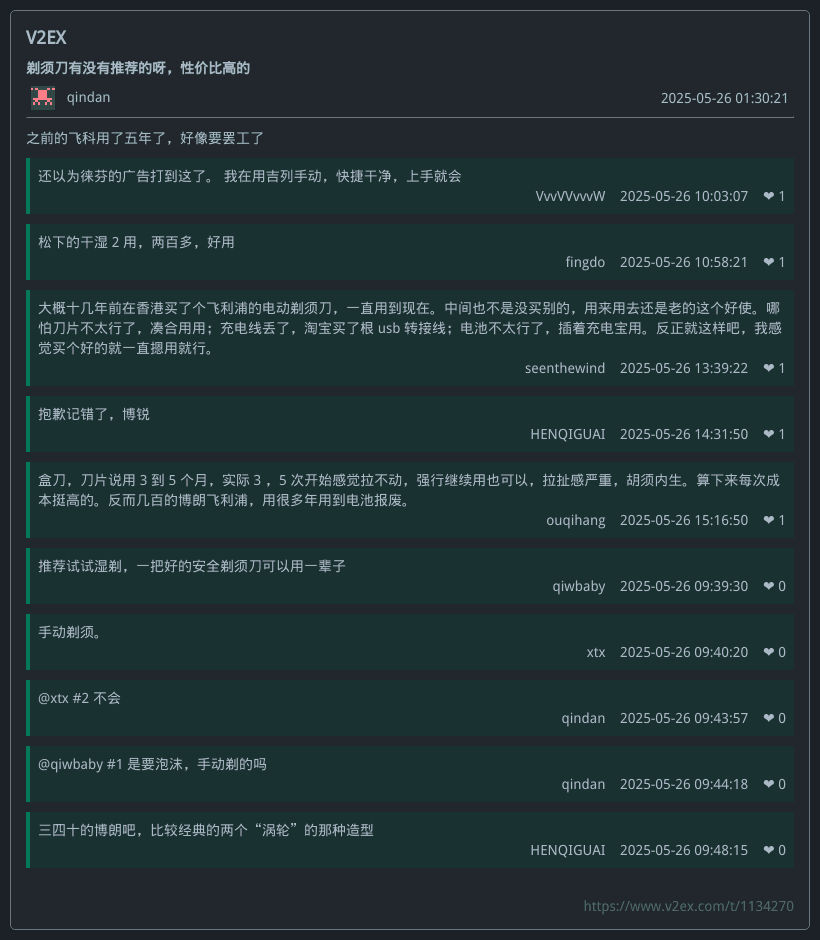 V2EX
剃须刀有没有推荐的呀，性价比高的
qindan 2025-05-26 01:30:21
之前的飞科用了五年了，好像要罢工了
还以为徕芬的广告打到这了。 我在用吉列手动，快捷干净，上手就会
VvvVVvvvW 2025-05-26 10:03:07 ❤ 1
松下的干湿 2 用，两百多，好用
fingdo 2025-05-26 10:58:21 ❤ 1
大概十几年前在香港买了个飞利浦的电动剃须刀，一直用到现在。中间也不是没买别的，用来用去还是老的这个好使。哪
怕刀片不太行了，凑合用用；充电线丢了，淘宝买了根 usb 转接线；电池不太行了，插着充电宝用。反正就这样吧，我感
觉买个好的就一直摁用就行。
seenthewind 2025-05-26 13:39:22 ❤ 1
抱歉记错了，博锐
HENQIGUAI 2025-05-26 14:31:50 ❤ 1
盒刀，刀片说用 3 到 5 个月，实际 3 ，5 次开始感觉拉不动，强行继续用也可以，拉扯感严重，胡须内生。算下来每次成
本挺高的。反而几百的博朗飞利浦，用很多年用到电池报废。
ouqihang 2025-05-26 15:16:50 ❤ 1
推荐试试湿剃，一把好的安全剃须刀可以用一辈子
qiwbaby 2025-05-26 09:39:30 ❤ 0
手动剃须。
xtx 2025-05-26 09:40:20 ❤ 0
@xtx #2 不会
qindan 2025-05-26 09:43:57 ❤ 0
@qiwbaby #1 是要泡沫，手动剃的吗
qindan 2025-05-26 09:44:18 ❤ 0
三四十的博朗吧，比较经典的两个“涡轮”的那种造型
HENQIGUAI 2025-05-26 09:48:15 ❤ 0
https://www.v2ex.com/t/1134270